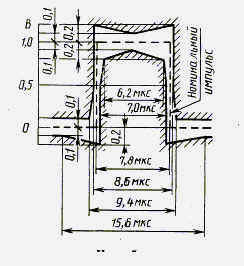 В
0,1
0,2
1,0
0,1
0,2
0,5
0
0,1
0,1
0,2
6,2 мкс
7,0 мкс
Номинальный
импульс
7,8 мкс
8,6 мкс
9,4 мкс
15,6 мкс